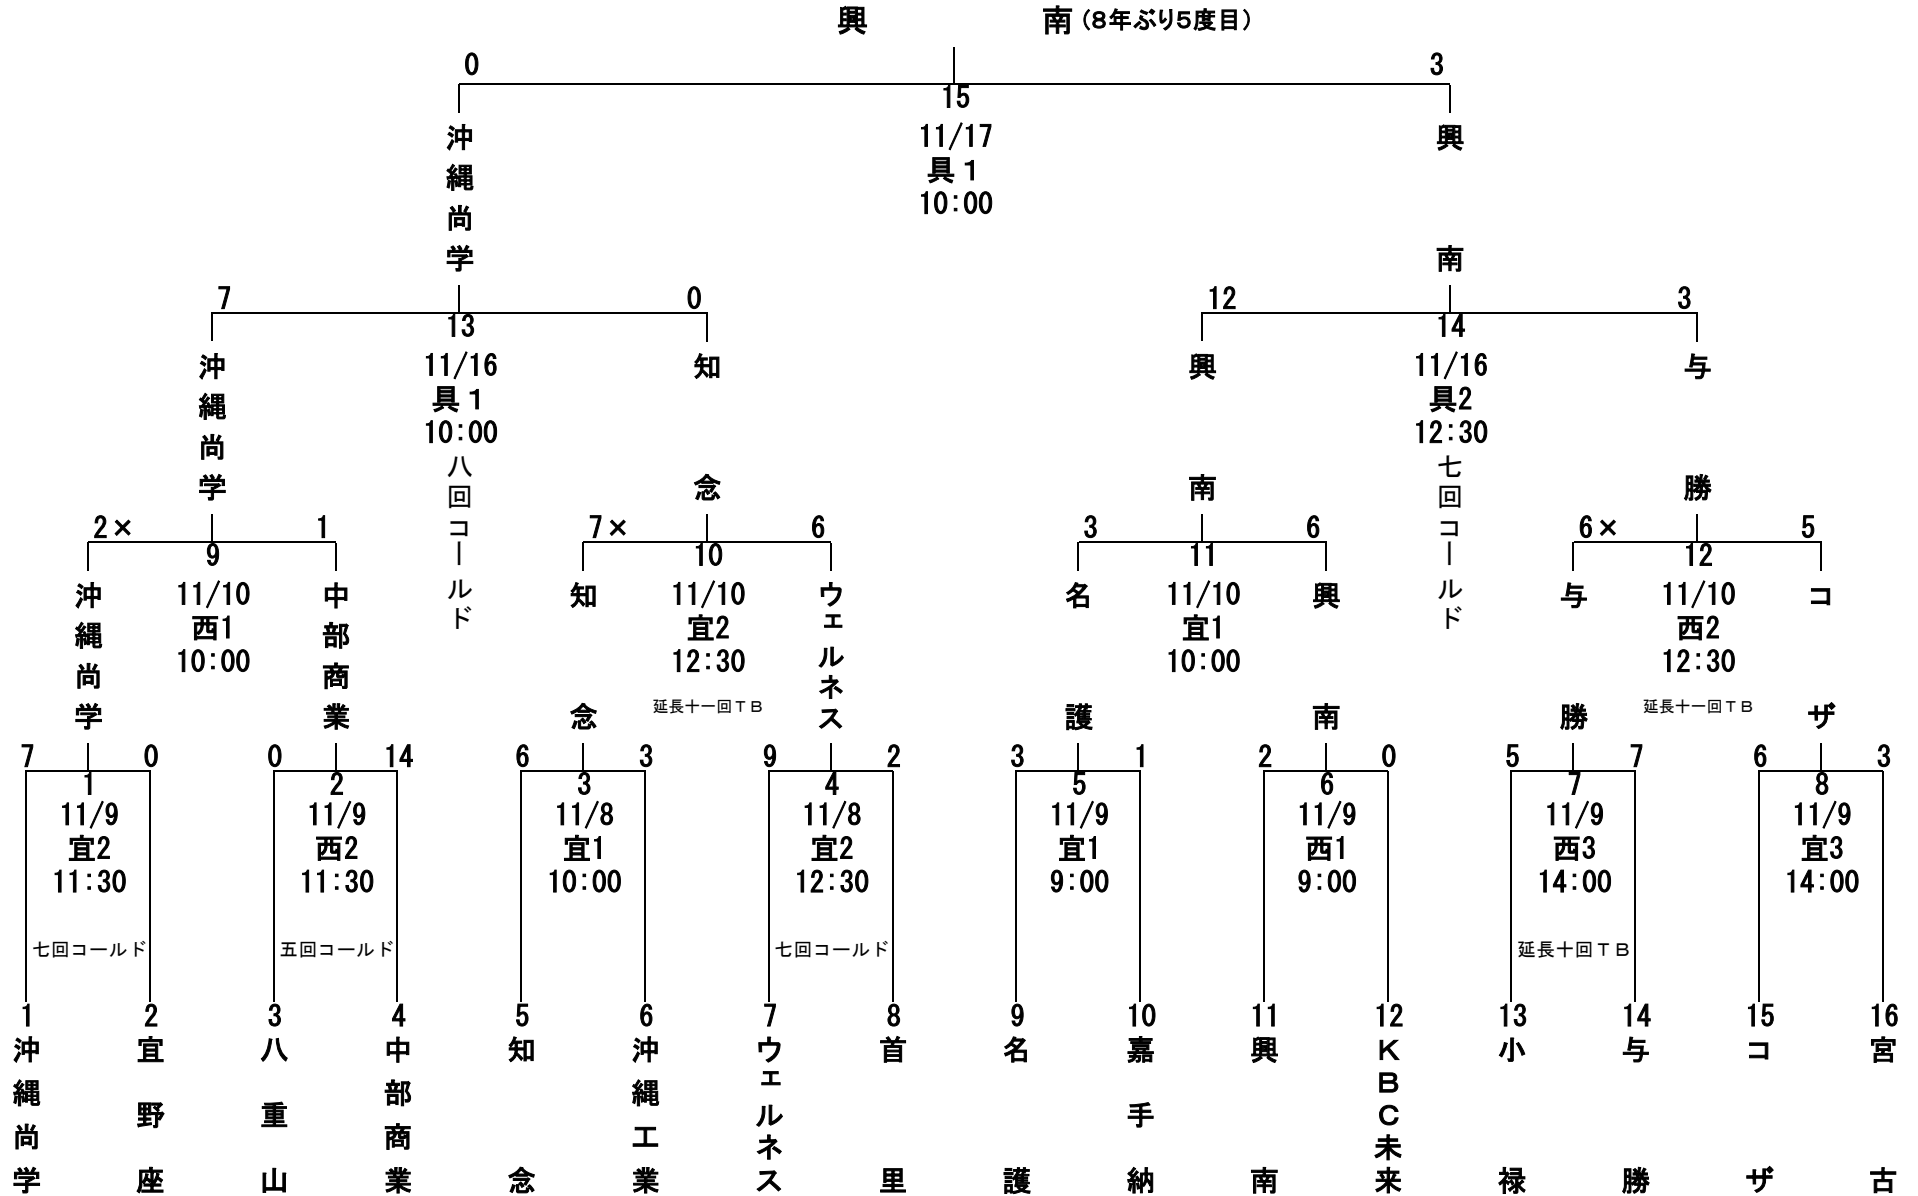 興 南 (8年ぶり5度目)
0 3
15
11/17
具1
10:00
沖縄尚学
興南
7 0
13
11/16
具1
10:00
八回コールド
12 3
14
11/16
具2
12:30
七回コールド
沖縄尚学
知念
興南
与勝
2× 1
9
11/10
西1
10:00
7× 6
10
11/10
宜2
12:30
延長十一回TB
3 6
11
11/10
宜1
10:00
6× 5
12
11/10
西2
12:30
延長十一回TB
沖縄尚学
中部商業
知念
ウェルネス
名護
興南
与勝
コザ
7 0
1
11/9
宜2
11:30
七回コールド
0 14
2
11/9
西2
11:30
五回コールド
6 3
3
11/8
宜1
10:00
9 2
4
11/8
宜2
12:30
七回コールド
3 1
5
11/9
宜1
9:00
2 0
6
11/9
西1
9:00
5 7
7
11/9
西3
14:00
延長十回TB
6 3
8
11/9
宜3
14:00
1 2 3 4 5 6 7 8 9 10 11 12 13 14 15 16
沖縄尚学
宜野座
八重山
中部商業
知念
沖縄工業
ウェルネス
首里
名護
嘉手納
興南
KBC未来
小禄
与勝
コザ
宮古